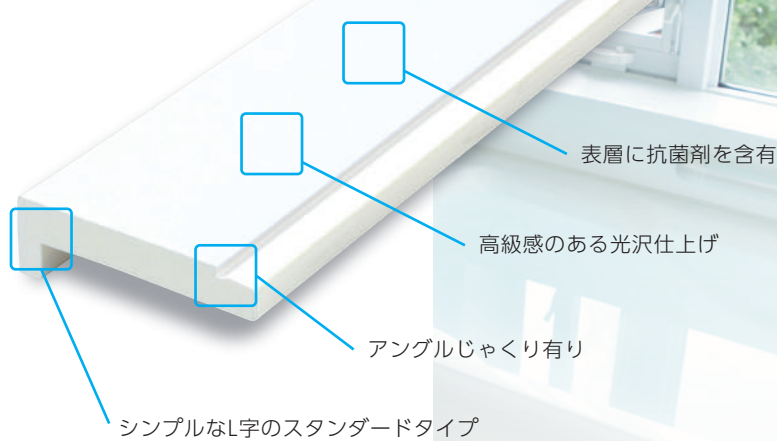 表層に抗菌剤を含有
高級感のある光沢仕上げ
アングルじゃくり有り
シンプルなL字のスタンダードタイプ